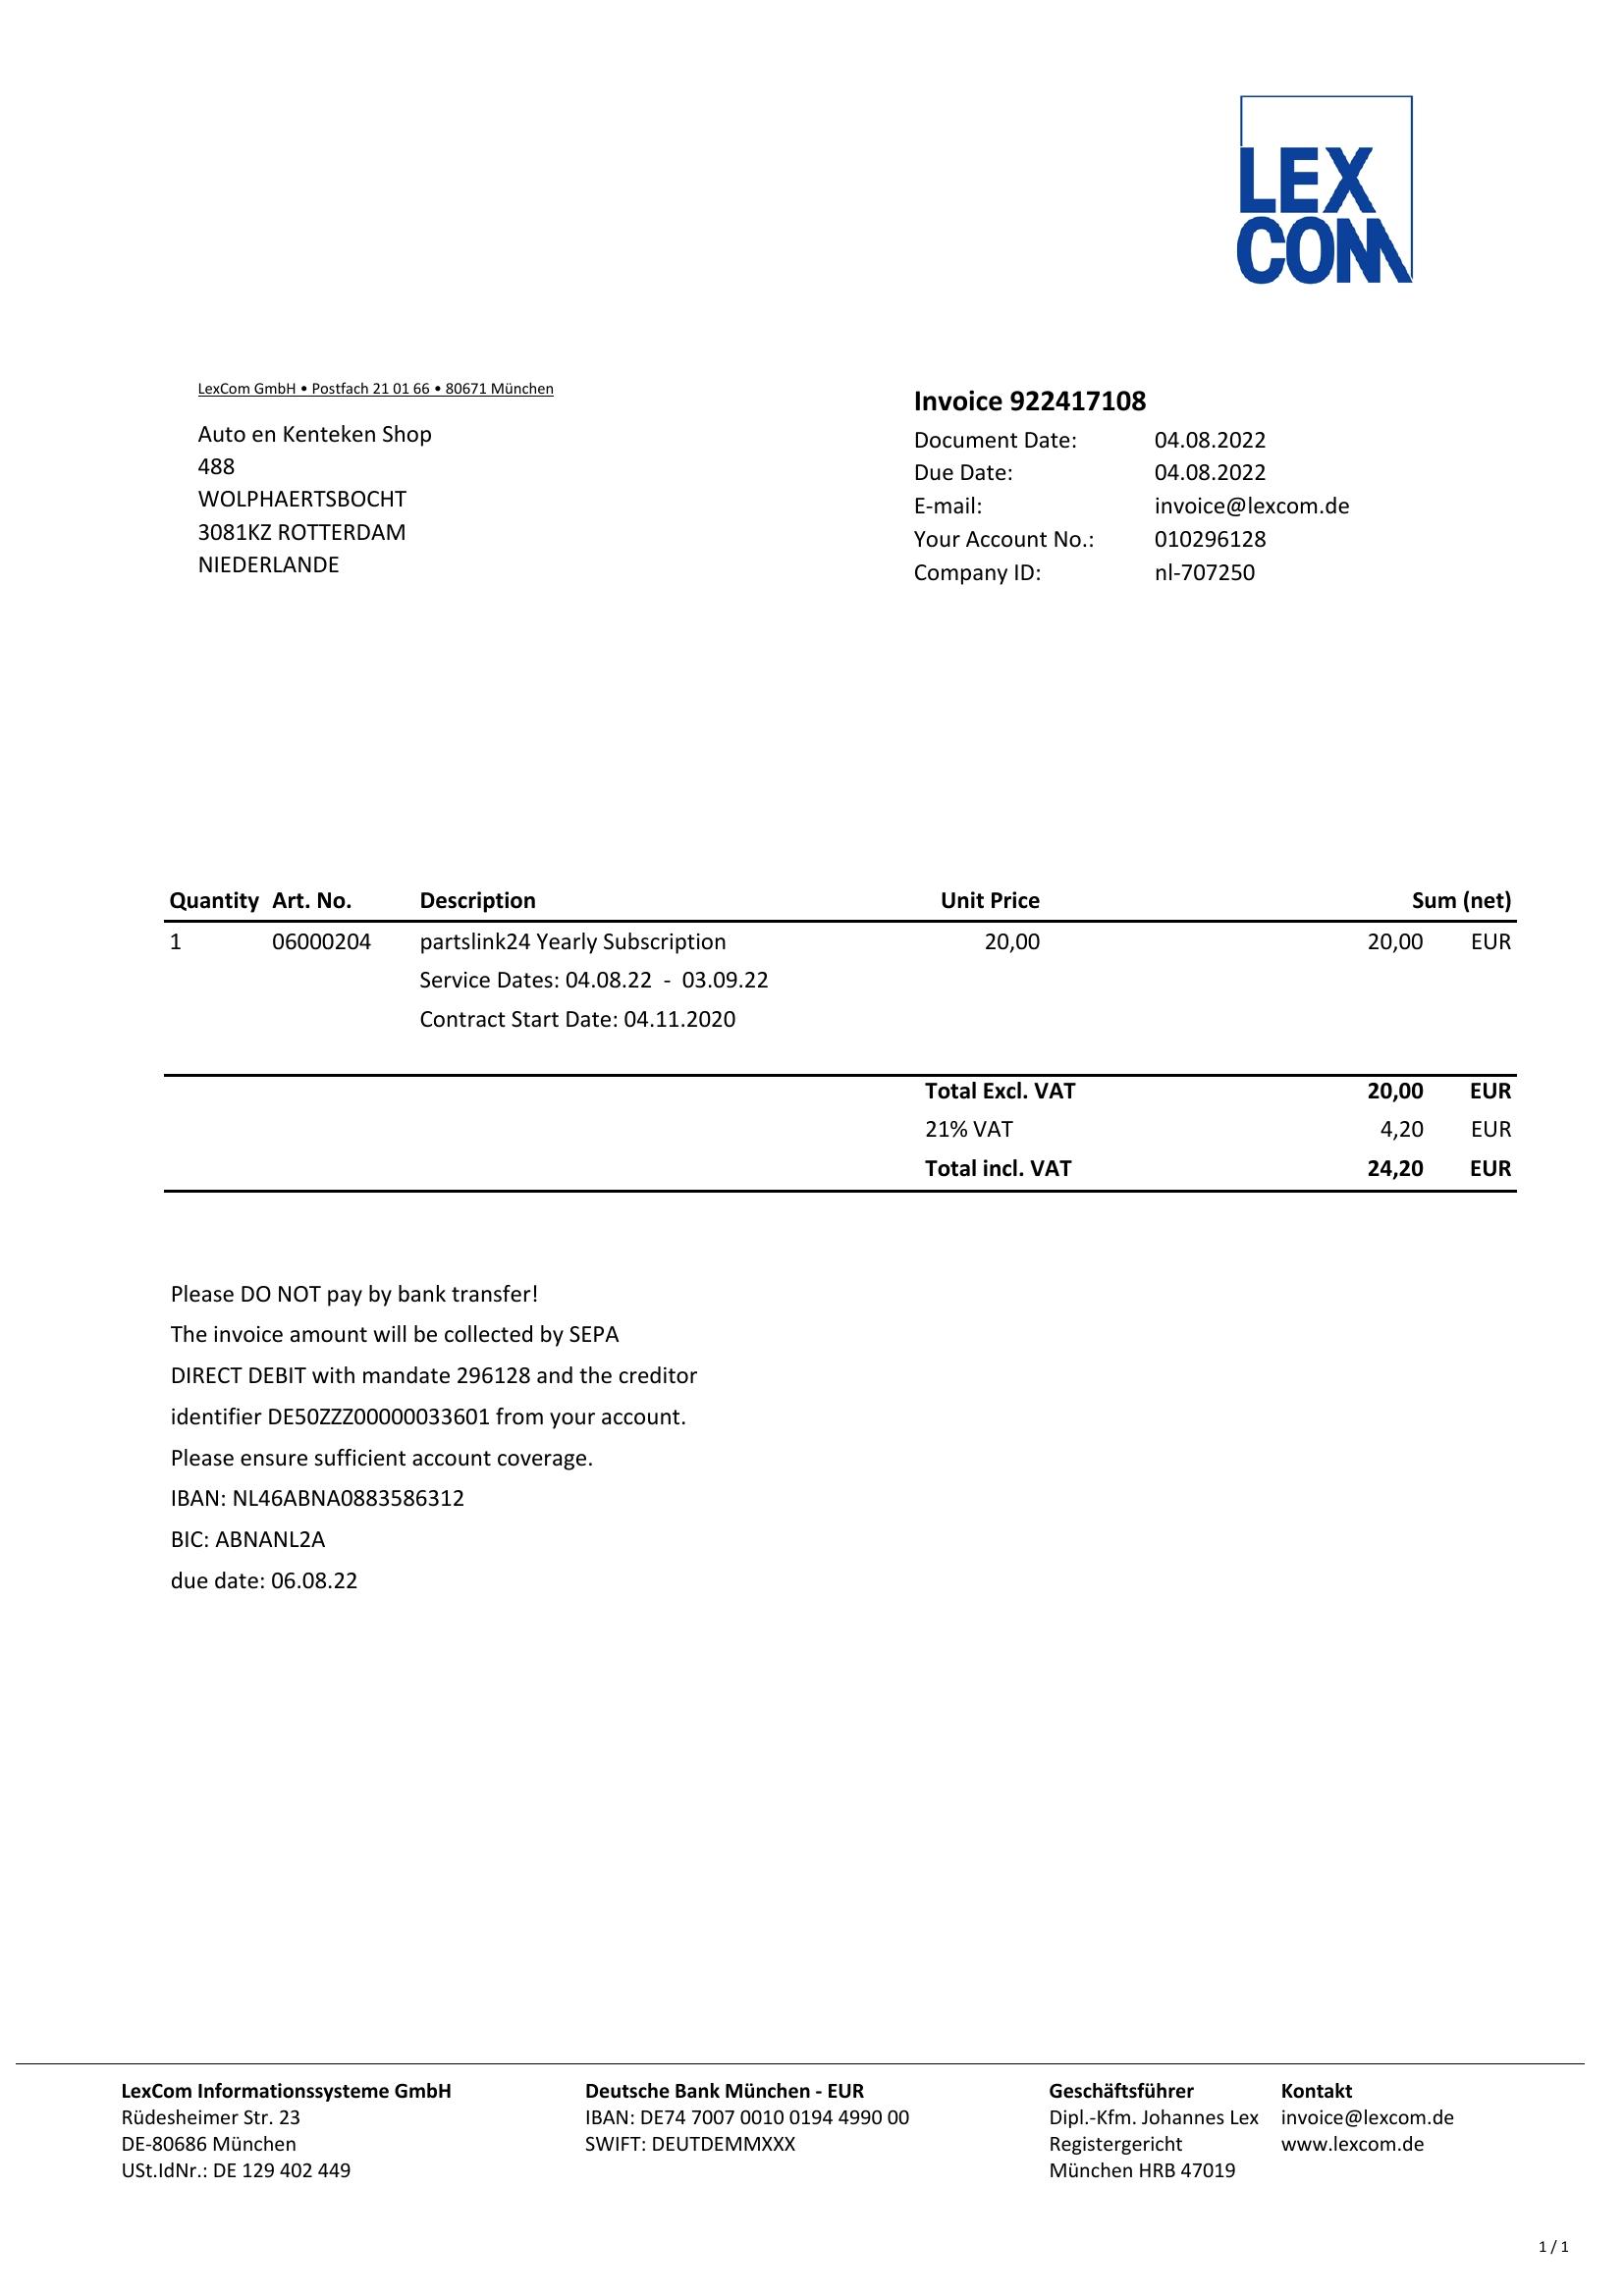 LEX
COM
LexCom GmbH • Postfach 21 01 66 • 80671 München
Auto en Kenteken Shop
488
WOLPHAERTSBOCHT
3081KZ ROTTERDAM
NIEDERLANDE
Invoice 922417108
Document Date: 04.08.2022
Due Date: 04.08.2022
E-mail: invoice@lexcom.de
Your Account No.: 010296128
Company ID: nl-707250
Quantity Art. No. Description Unit Price Sum (net)
1 06000204 partslink24 Yearly Subscription 20,00 20,00 EUR
Service Dates: 04.08.22 - 03.09.22
Contract Start Date: 04.11.2020
Total Excl. VAT 20,00 EUR
21% VAT 4,20 EUR
Total incl. VAT 24,20 EUR
Please DO NOT pay by bank transfer!
The invoice amount will be collected by SEPA
DIRECT DEBIT with mandate 296128 and the creditor
identifier DE50ZZZ00000033601 from your account.
Please ensure sufficient account coverage.
IBAN: NL46ABNA0883586312
BIC: ABNANL2A
due date: 06.08.22
LexCom Informationssysteme GmbH
Rüdesheimer Str. 23
DE-80686 München
USt.IdNr.: DE 129 402 449
Deutsche Bank München - EUR
IBAN: DE74 7007 0010 0194 4990 00
SWIFT: DEUTDEMMXXX
Geschäftsführer
Dipl.-Kfm. Johannes Lex
Registergericht
München HRB 47019
Kontakt
invoice@lexcom.de
www.lexcom.de
1 / 1